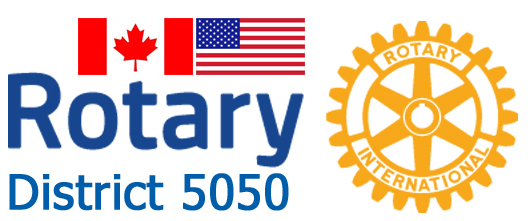 Rotary
District 5050
ROTARY
INTERNATIONAL